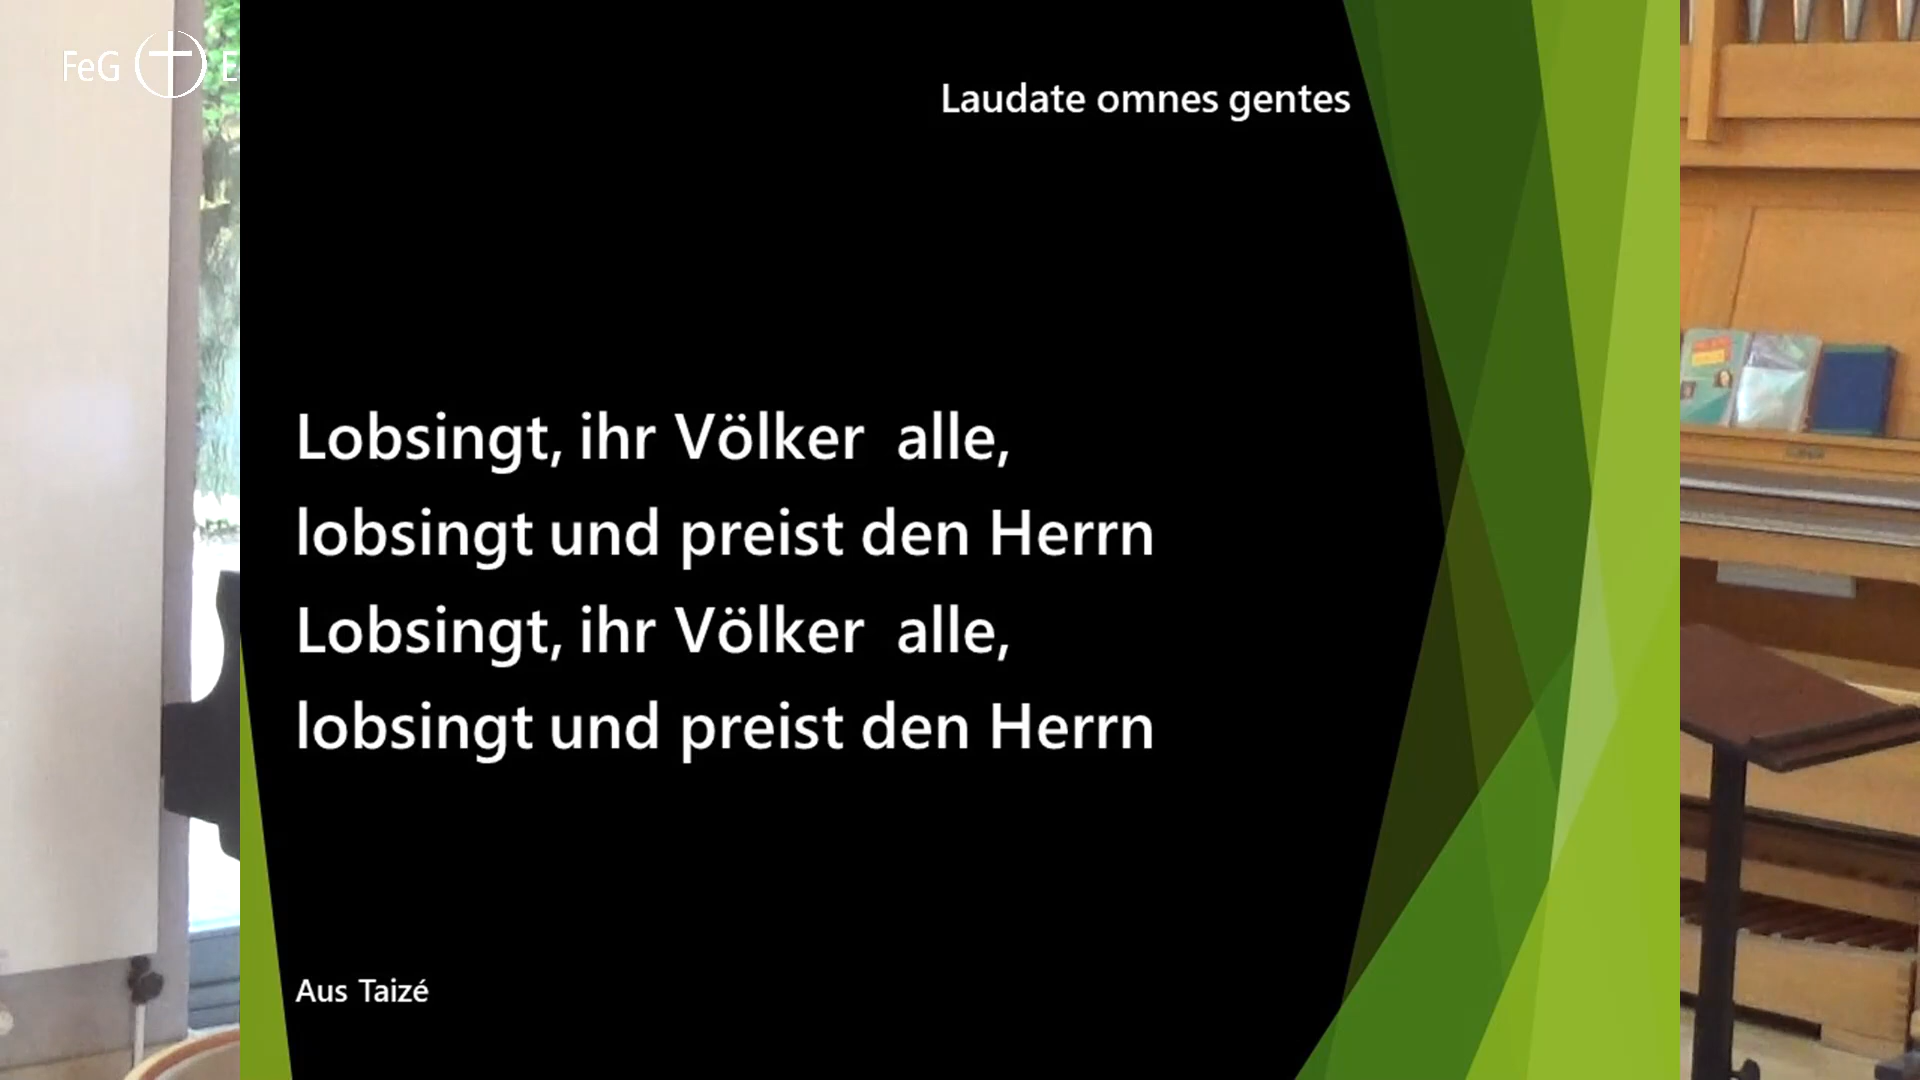 FeG E
Laudate omnes gentes
Lobsingt, ihr Völker alle,
lobsingt und preist den Herrn
Lobsingt, ihr Völker alle,
lobsingt und preist den Herrn
Aus Taizé